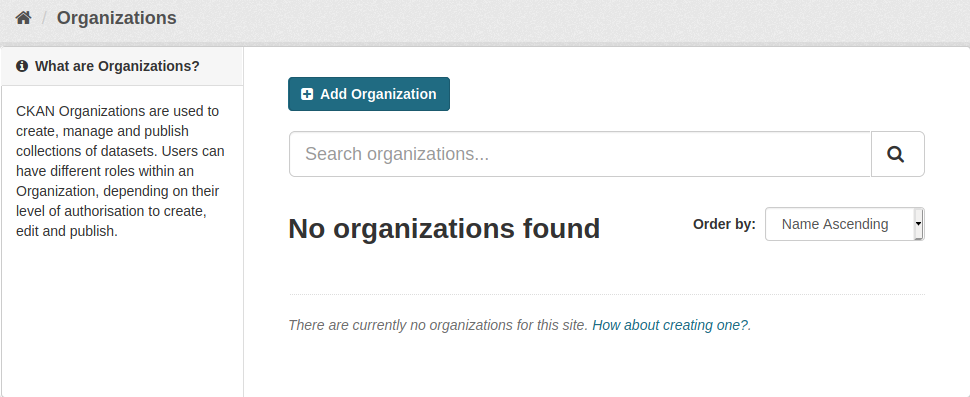 / Organizations
What are Organizations?
CKAN Organizations are used to
create, manage and publish
collections of datasets. Users can
have different roles within an
Organization, depending on their
level of authorisation to create,
edit and publish.
Add Organization
Search organizations...
No organizations found
Order by: Name Ascending
There are currently no organizations for this site. How about creating one?.